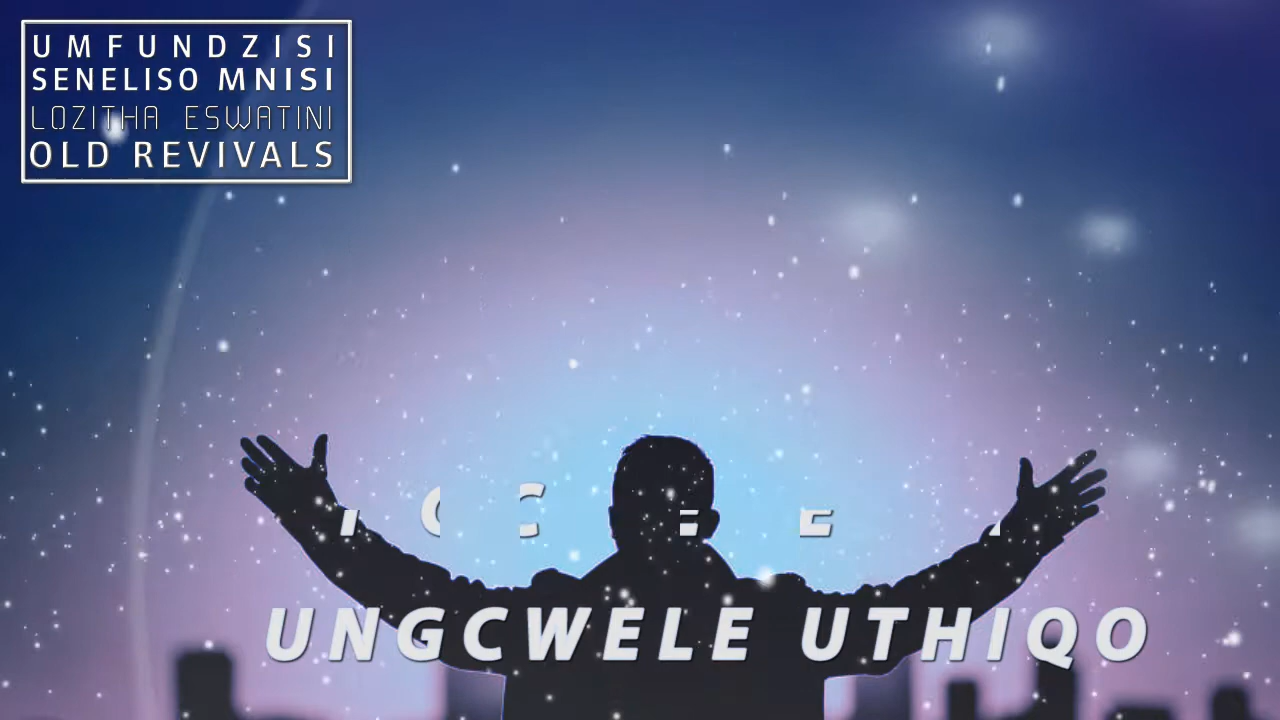 UMFUNDZISI
SENELISO MNISI
LOZITHA ESWATINI
OLD REVIVALS
UNGCWELE UTHIQO